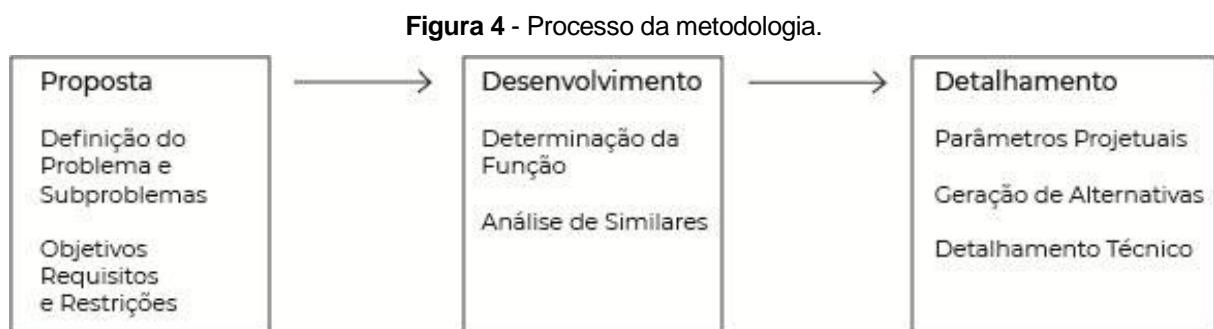 Figura 4 - Processo da metodologia.
Proposta
Definição do
Problema e
Subproblemas
Objetivos
Requisitos
e Restrições
Desenvolvimento
Determinação da
Função
Análise de Similares
Detalhamento
Parâmetros Projetuais
Geração de Alternativas
Detalhamento Técnico